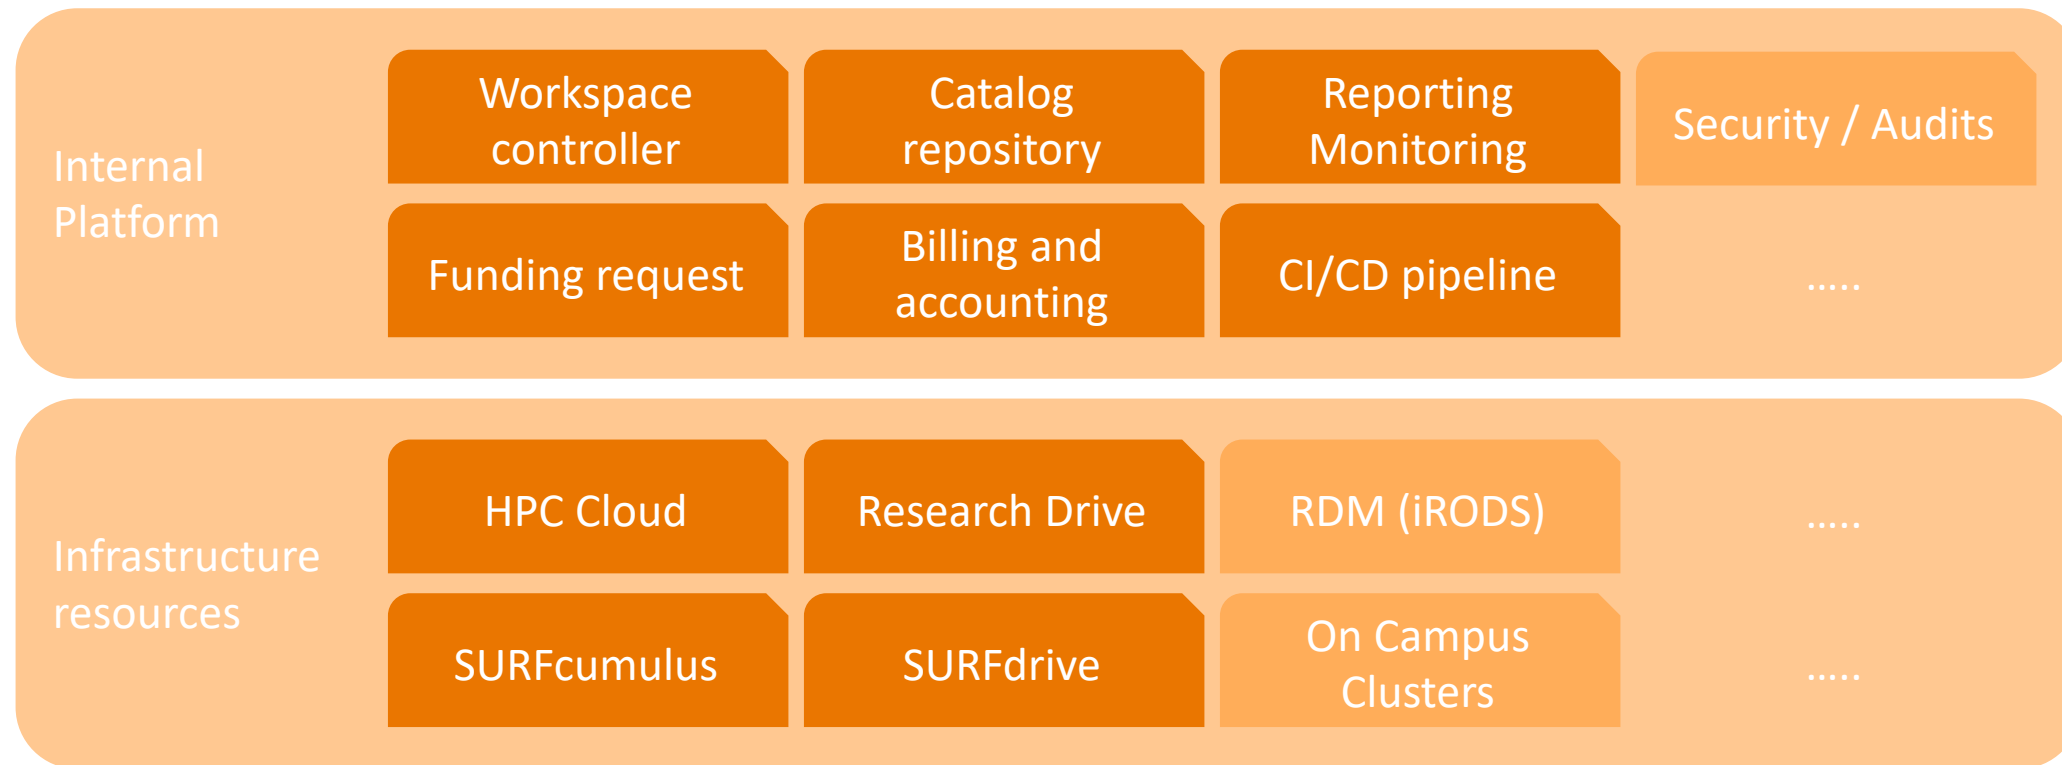 Internal
Platform
Workspace
controller
Catalog
repository
Reporting
Monitoring
Security / Audits
Funding request
Billing and
accounting
CI/CD pipeline
.....
Infrastructure
resources
HPC Cloud
Research Drive
RDM (iRODS)
.....
SURFcumulus
SURFdrive
On Campus
Clusters
.....